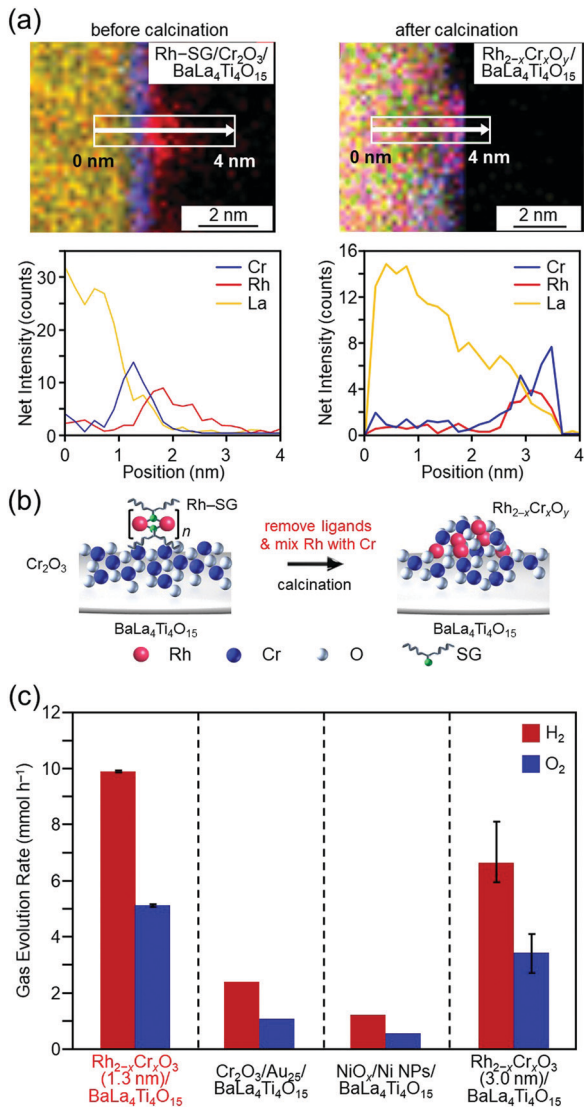 (a)
before calcination
after calcination
Rh–SG/Cr₂O₃/
BaLa₄Ti₄O₁₅
Rh₂₋ₓCrₓOᵧ/
BaLa₄Ti₄O₁₅
0 nm
4 nm
0 nm
4 nm
2 nm
2 nm
Net Intensity (counts)
30
20
10
0
Cr
Rh
La
0 1 2 3 4
Position (nm)
Net Intensity (counts)
16
12
8
4
0
Cr
Rh
La
0 1 2 3 4
Position (nm)
(b)
Rh–SG
n
Cr₂O₃
BaLa₄Ti₄O₁₅
remove ligands
& mix Rh with Cr
calcination
Rh₂₋ₓCrₓOᵧ
BaLa₄Ti₄O₁₅
Rh Cr O SG
(c)
Gas Evolution Rate (mmol h⁻¹)
12
10
8
6
4
2
0
H₂
O₂
Rh₂₋ₓCrₓO₃
(1.3 nm)/
BaLa₄Ti₄O₁₅
Cr₂O₃/Au₂₅/
BaLa₄Ti₄O₁₅
NiOₓ/Ni NPs/
BaLa₄Ti₄O₁₅
Rh₂₋ₓCrₓO₃
(3.0 nm)/
BaLa₄Ti₄O₁₅